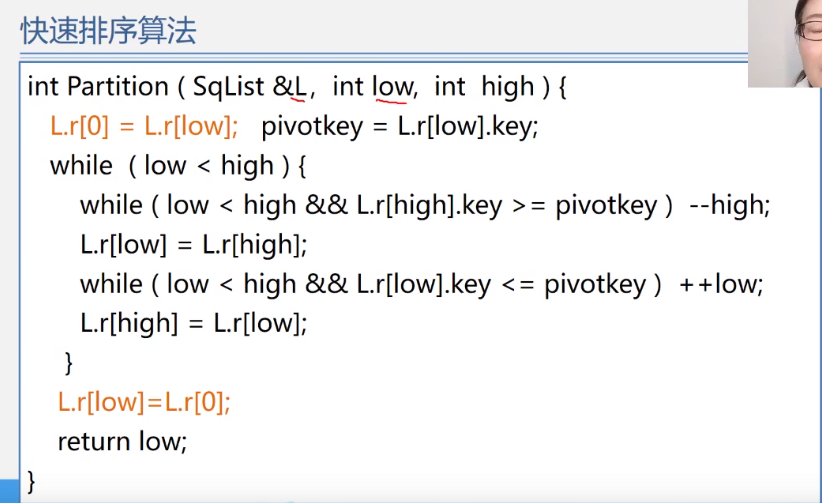 快速排序算法
int Partition ( SqList &L, int low, int high ) {
L.r[0] = L.r[low]; pivotkey = L.r[low].key;
while ( low < high ) {
while ( low < high && L.r[high].key >= pivotkey ) --high;
L.r[low] = L.r[high];
while ( low < high && L.r[low].key <= pivotkey ) ++low;
L.r[high] = L.r[low];
}
L.r[low]=L.r[0];
return low;
}